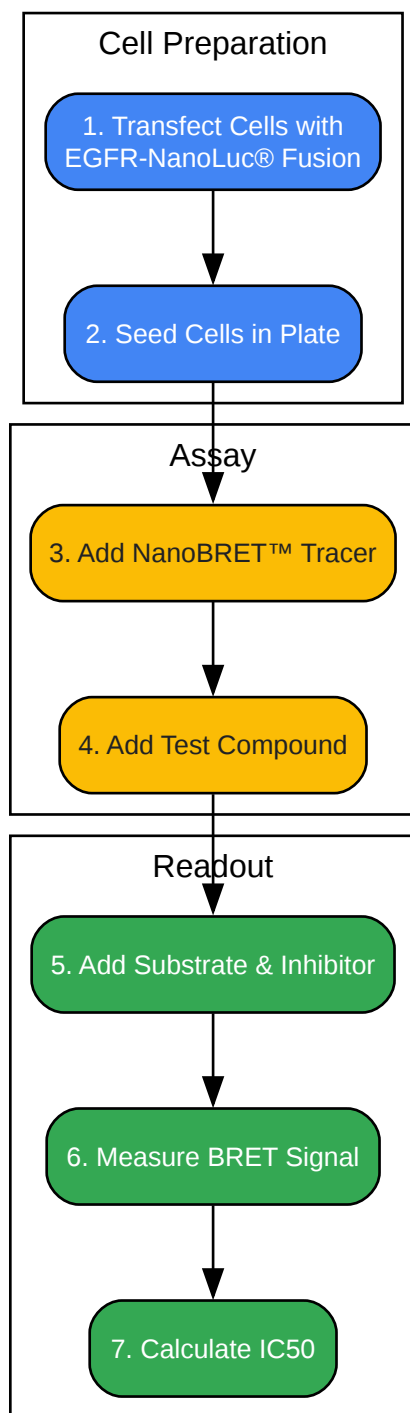 Cell Preparation
1. Transfect Cells with
EGFR-NanoLuc® Fusion
2. Seed Cells in Plate
Assay
3. Add NanoBRET™ Tracer
4. Add Test Compound
Readout
5. Add Substrate & Inhibitor
6. Measure BRET Signal
7. Calculate IC50